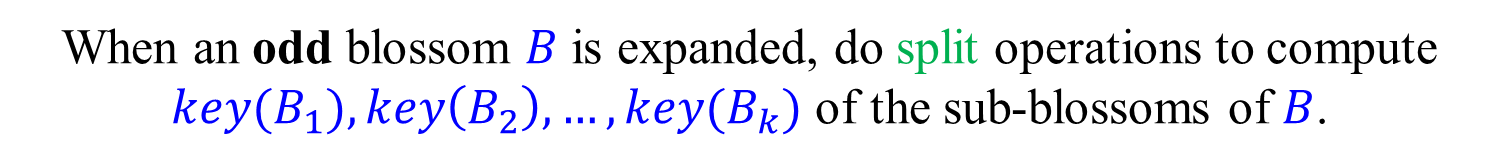 When an odd blossom B is expanded, do split operations to compute
key(B₁), key(B₂), … , key(Bₖ) of the sub-blossoms of B.